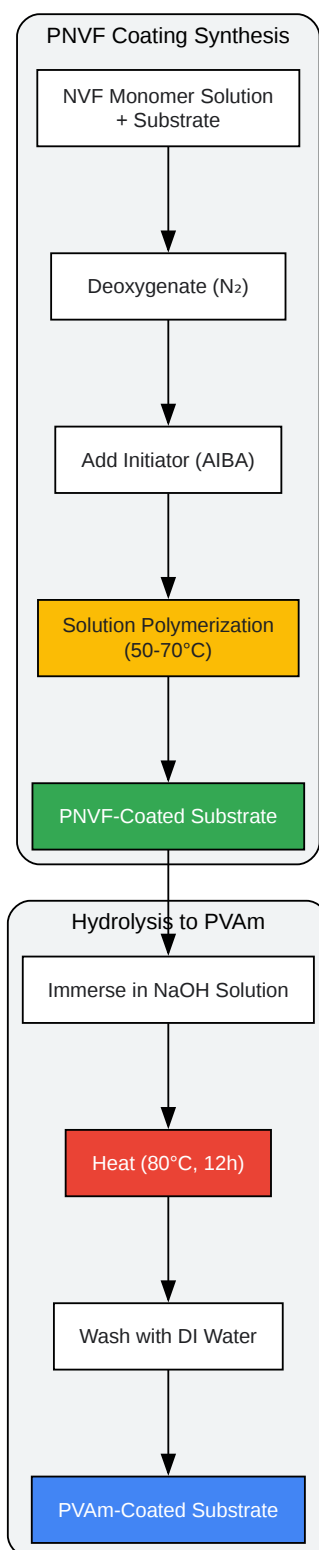 PNVF Coating Synthesis
NVF Monomer Solution
+ Substrate
Deoxygenate (N₂)
Add Initiator (AIBA)
Solution Polymerization
(50-70°C)
PNVF-Coated Substrate
Hydrolysis to PVAm
Immerse in NaOH Solution
Heat (80°C, 12h)
Wash with DI Water
PVAm-Coated Substrate